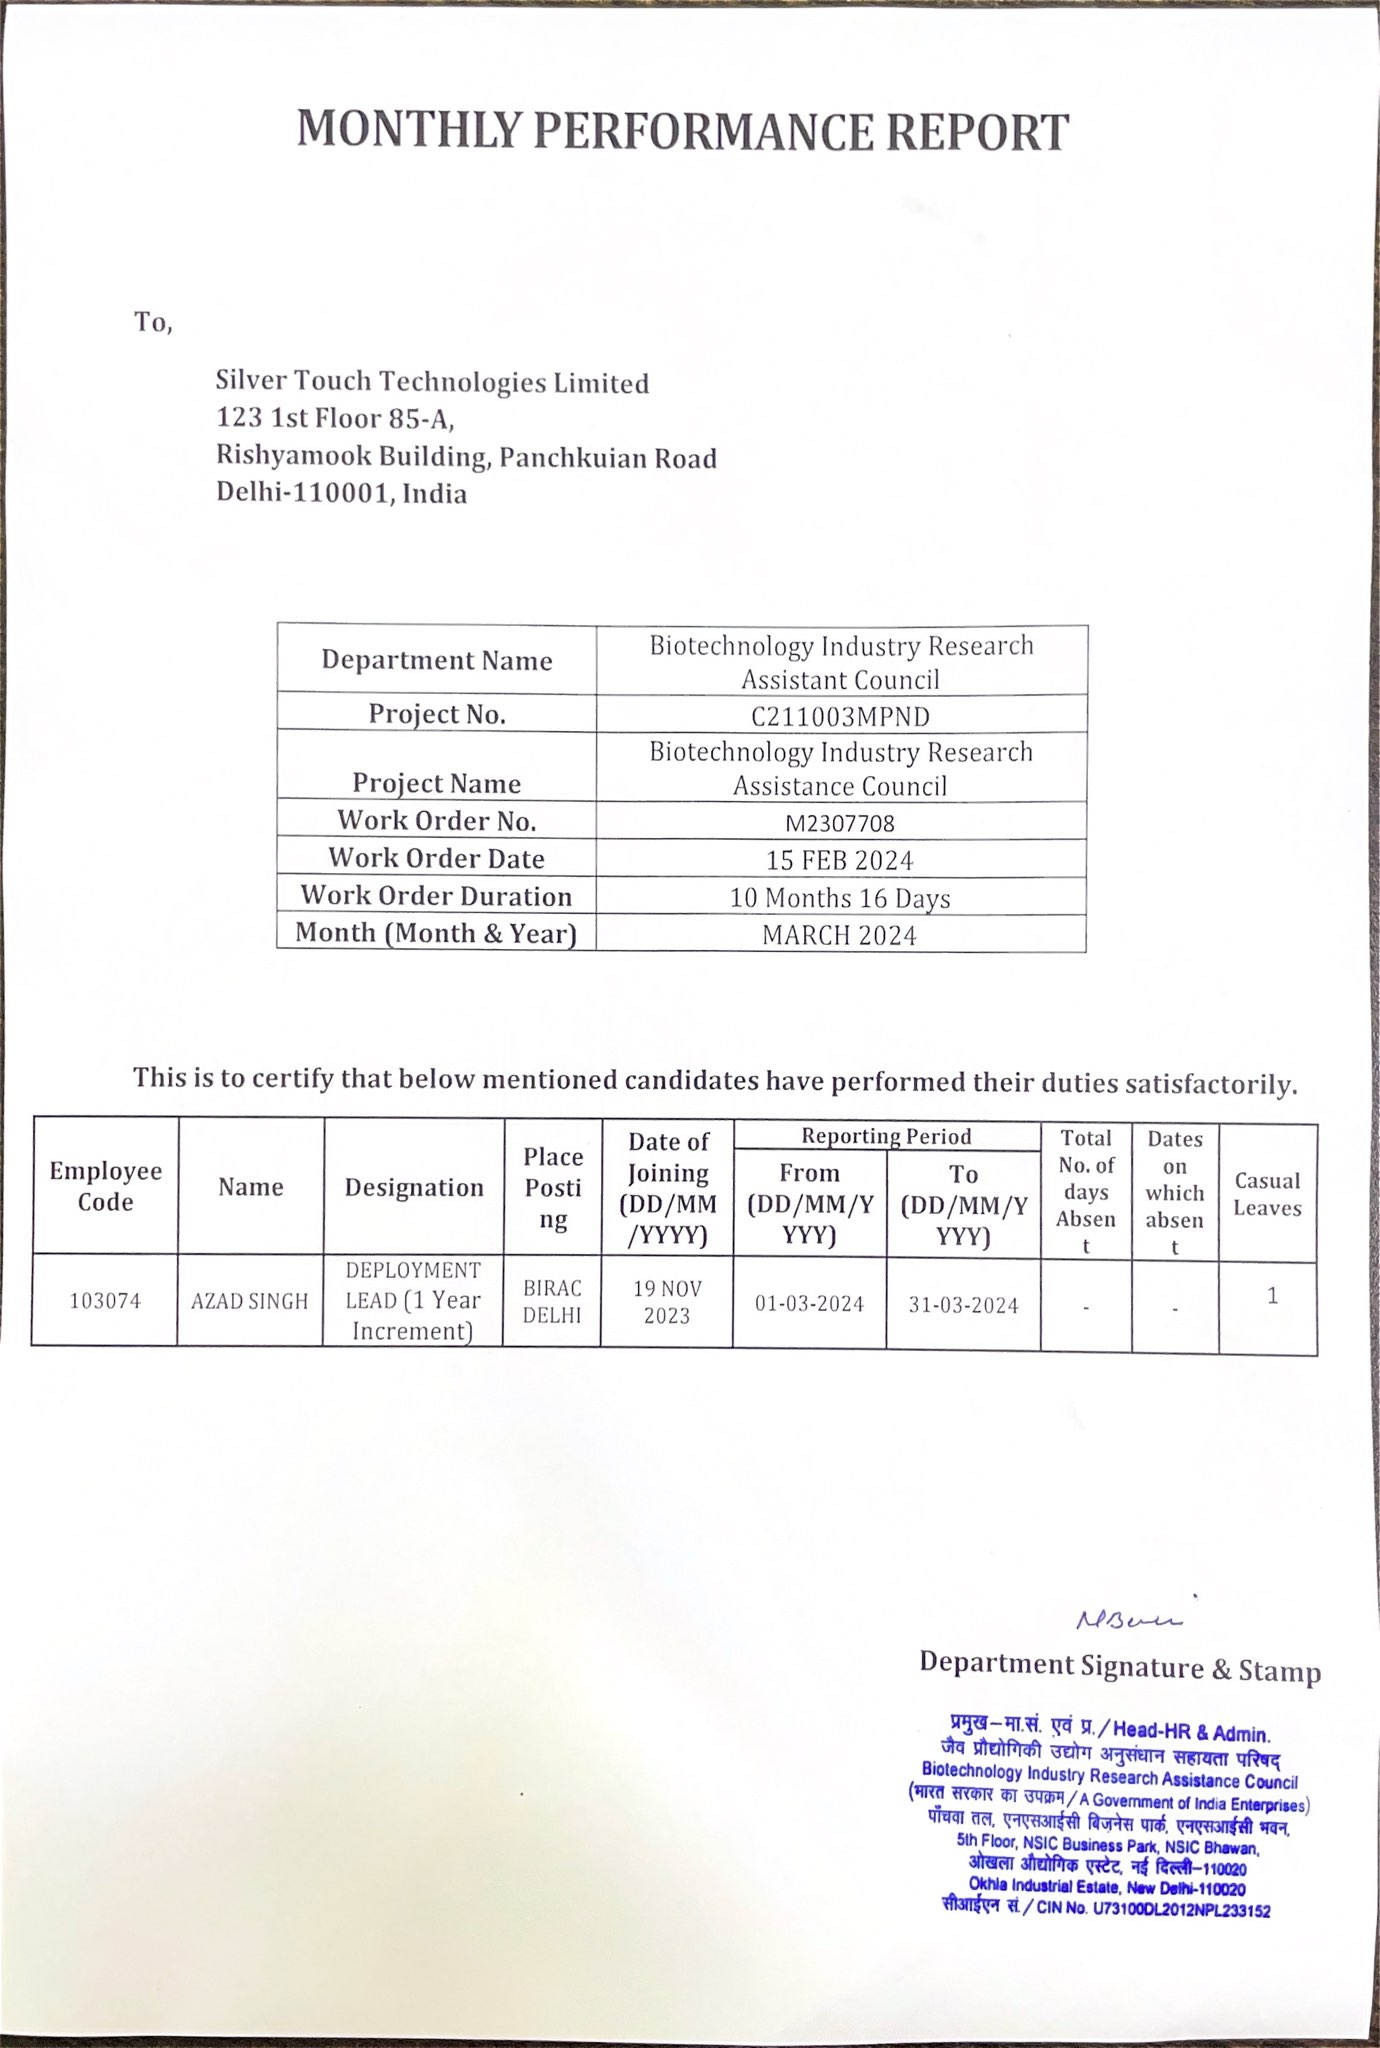 MONTHLY PERFORMANCE REPORT
To,
Silver Touch Technologies Limited
123 1st Floor 85-A,
Rishyamook Building, Panchkuian Road
Delhi-110001, India
Department Name
Biotechnology Industry Research
Assistant Council
Project No.
C211003MPND
Project Name
Biotechnology Industry Research
Assistance Council
Work Order No.
M2307708
Work Order Date
15 FEB 2024
Work Order Duration
10 Months 16 Days
Month (Month & Year)
MARCH 2024
This is to certify that below mentioned candidates have performed their duties satisfactorily.
Employee
Code
Name
Designation
Place
Posti
ng
Date of
Joining
(DD/MM
/YYYY)
Reporting Period
From
(DD/MM/Y
YYY)
To
(DD/MM/Y
YYY)
Total
No. of
days
Absen
t
Dates
on
which
absen
t
Casual
Leaves
103074
AZAD SINGH
DEPLOYMENT
LEAD (1 Year
Increment)
BIRAC
DELHI
19 NOV
2023
01-03-2024
31-03-2024
-
-
1
Department Signature & Stamp
प्रमुख–मा.सं. एवं प्र. / Head-HR & Admin.
जैव प्रौद्योगिकी उद्योग अनुसंधान सहायता परिषद्
Biotechnology Industry Research Assistance Council
(भारत सरकार का उपक्रम / A Government of India Enterprises)
पाँचवा तल, एनएसआईसी बिज़नेस पार्क, एनएसआईसी भवन,
5th Floor, NSIC Business Park, NSIC Bhawan,
ओखला औद्योगिक एस्टेट, नई दिल्ली–110020
Okhla Industrial Estate, New Delhi-110020
सीआईएन सं. / CIN No. U73100DL2012NPL233152